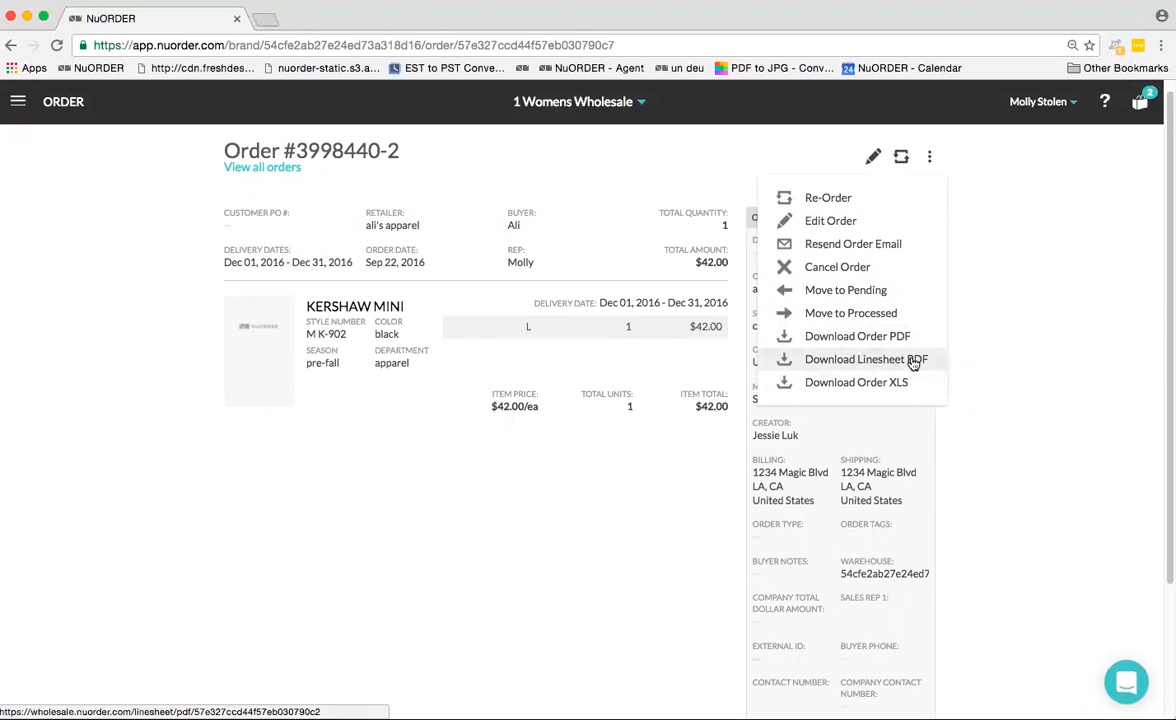 NuORDER
https://app.nuorder.com/brand/54cfe2ab27e24ed73a318d16/order/57e327ccd44f57eb030790c7
Apps
NuORDER
http://cdn.freshdes...
nuorder-static.s3.a...
EST to PST Conve...
NuORDER - Agent
un deu
PDF to JPG - Conv...
24
NuORDER - Calendar
Other Bookmarks
ORDER
1 Womens Wholesale
Molly Stolen
?
2
Order #3998440-2
View all orders
CUSTOMER PO #:
RETAILER:
BUYER:
TOTAL QUANTITY:
--
ali's apparel
Ali
1
DELIVERY DATES:
ORDER DATE:
REP:
TOTAL AMOUNT:
Dec 01, 2016 - Dec 31, 2016
Sep 22, 2016
Molly
$42.00
NuORDER
KERSHAW MINI
DELIVERY DATE: Dec 01, 2016 - Dec 31, 2016
STYLE NUMBER
COLOR
M K-902
black
L
1
$42.00
SEASON
DEPARTMENT
pre-fall
apparel
ITEM PRICE:
TOTAL UNITS:
ITEM TOTAL:
$42.00/ea
1
$42.00
Re-Order
Edit Order
Resend Order Email
Cancel Order
Move to Pending
Move to Processed
Download Order PDF
Download Linesheet PDF
Download Order XLS
CREATOR:
Jessie Luk
BILLING:
SHIPPING:
1234 Magic Blvd
1234 Magic Blvd
LA, CA
LA, CA
United States
United States
ORDER TYPE:
ORDER TAGS:
--
BUYER NOTES:
WAREHOUSE:
--
54cfe2ab27e24ed7
COMPANY TOTAL
SALES REP 1:
DOLLAR AMOUNT:
--
EXTERNAL ID:
BUYER PHONE:
CONTACT NUMBER:
COMPANY CONTACT
NUMBER:
https://wholesale.nuorder.com/linesheet/pdf/57e327ccd44f57eb030790c2